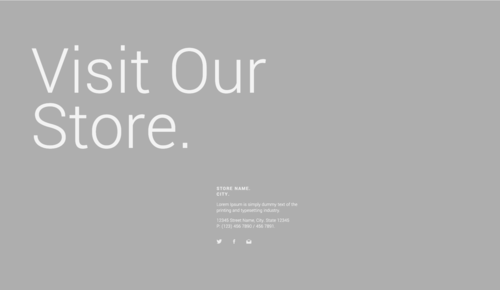 Visit Our
Store.
STORE NAME.
CITY.
Lorem Ipsum is simply dummy text of the
printing and typesetting industry.
12345 Street Name, City, State 12345
P. (123) 456 7890 / 456 7891